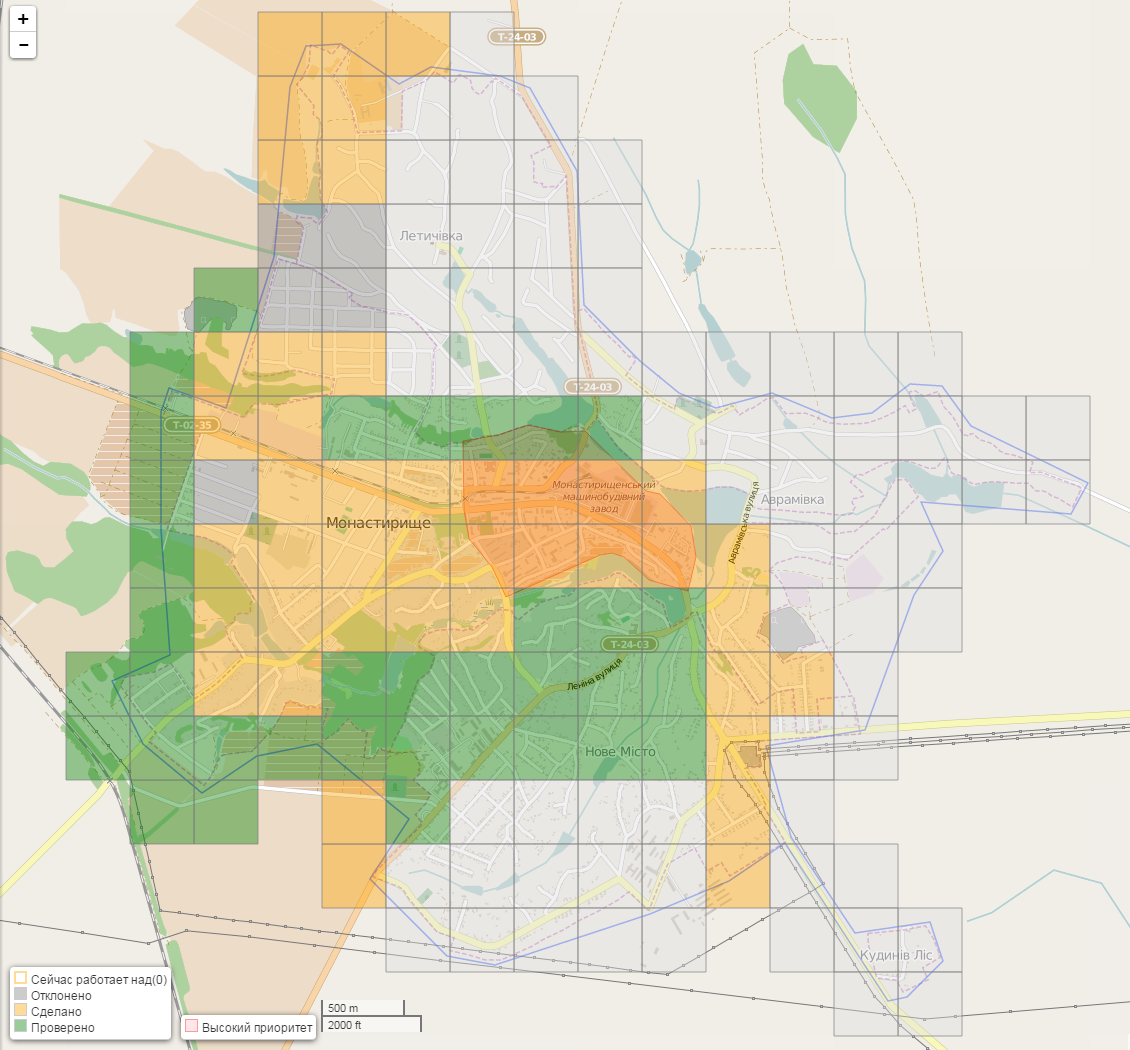 +
−
Т-24-03
Летичівка
Т-24-03
Т-02-35
Монастирищенський
машинобудівний
завод
Аврамівка
Монастирище
Аврамівська вулиця
Т-24-03
Леніна вулиця
Нове Місто
Кудинів Ліс
Сейчас работает над(0)
Отклонено
Сделано
Проверено
Высокий приоритет
500 m
2000 ft